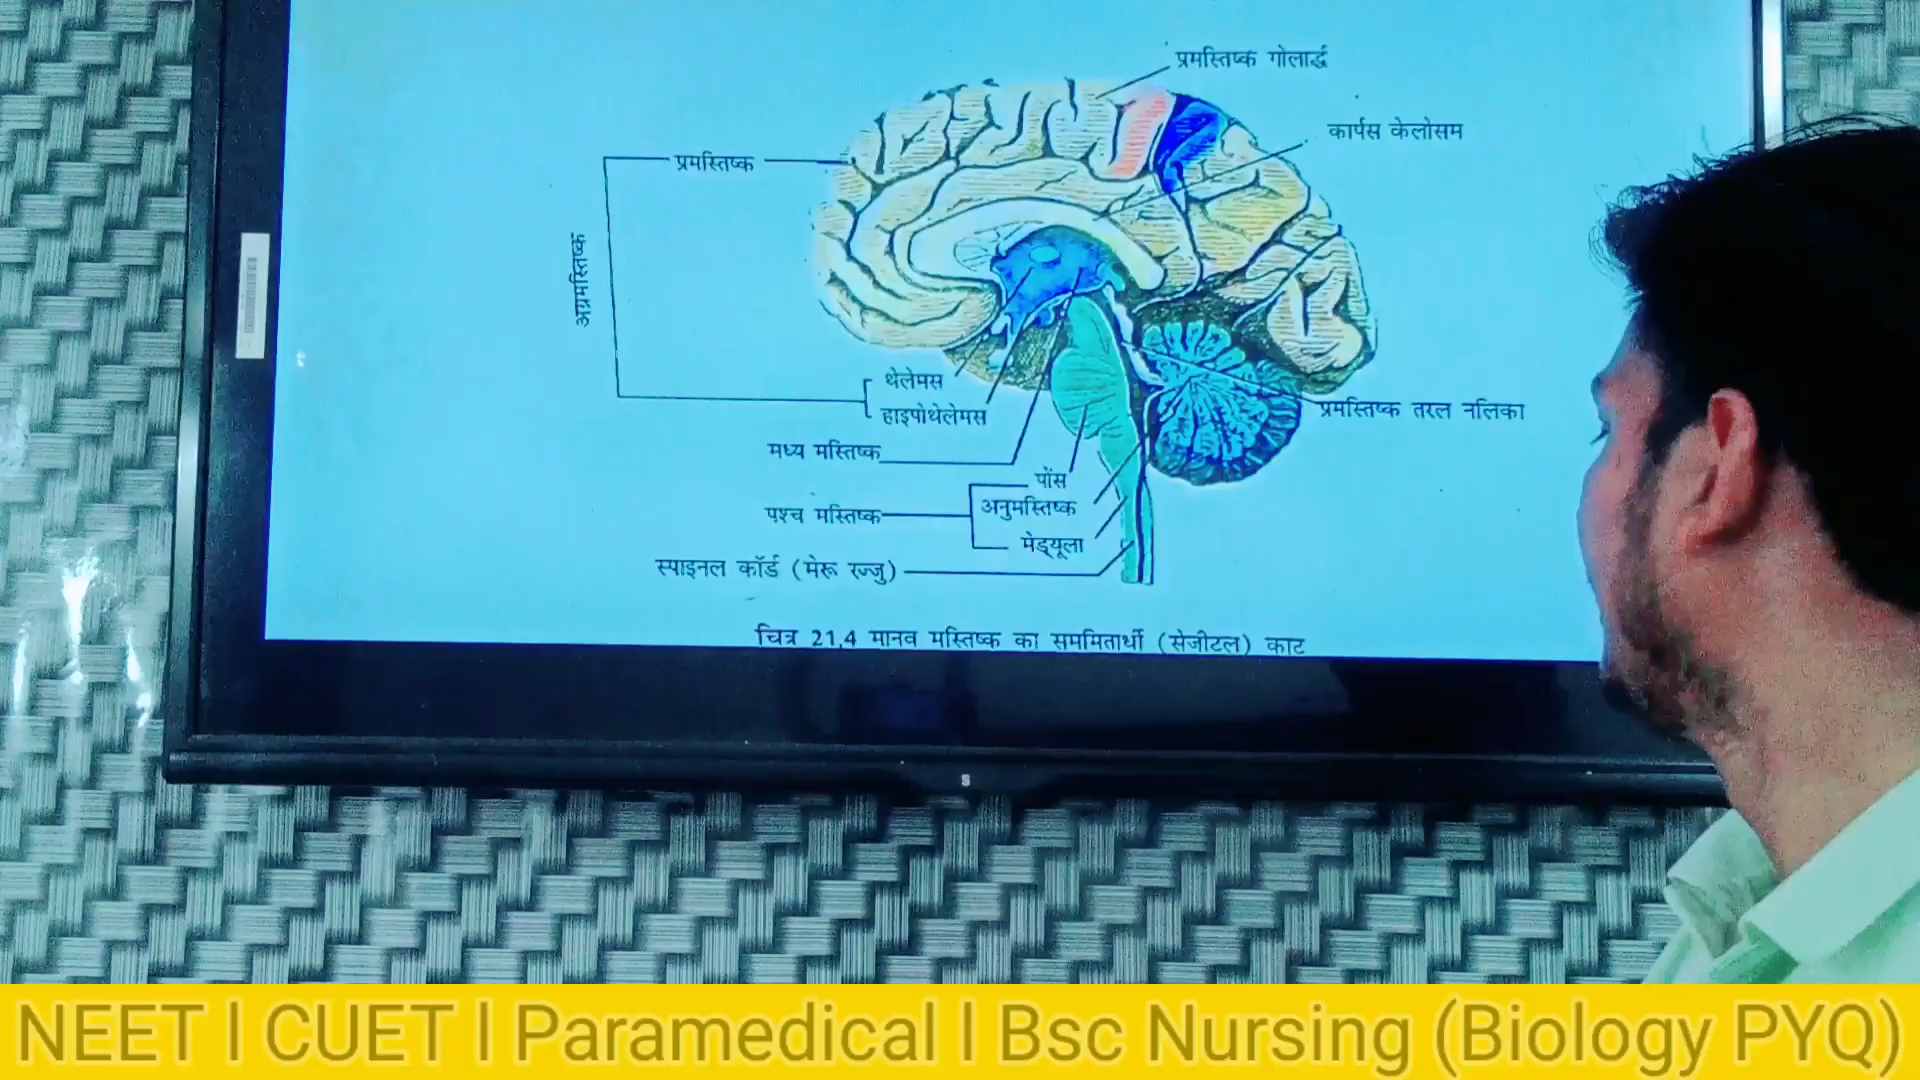 प्रमस्तिष्क गोलार्द्ध
कार्पस केलोसम
प्रमस्तिष्क
अग्रमस्तिष्क
थेलेमस
हाइपोथेलेमस
प्रमस्तिष्क तरल नलिका
मध्य मस्तिष्क
पोंस
अनुमस्तिष्क
पश्च मस्तिष्क
मेड्यूला
स्पाइनल कॉर्ड (मेरू रज्जु)
चित्र 21.4 मानव मस्तिष्क का सममितार्थी (सेजीटल) काट
NEET l CUET l Paramedical l Bsc Nursing (Biology PYQ)